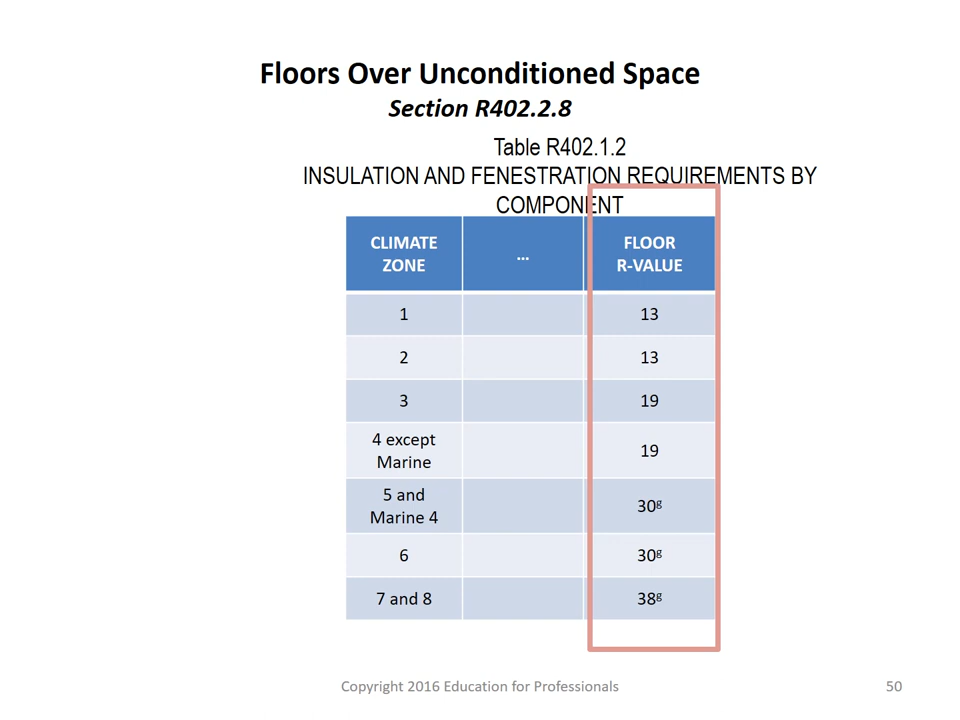 Floors Over Unconditioned Space
Section R402.2.8
Table R402.1.2
INSULATION AND FENESTRATION REQUIREMENTS BY
COMPONENT
CLIMATE ZONE ... FLOOR R-VALUE
1 13
2 13
3 19
4 except Marine 19
5 and Marine 4 30ᵍ
6 30ᵍ
7 and 8 38ᵍ
Copyright 2016 Education for Professionals 50